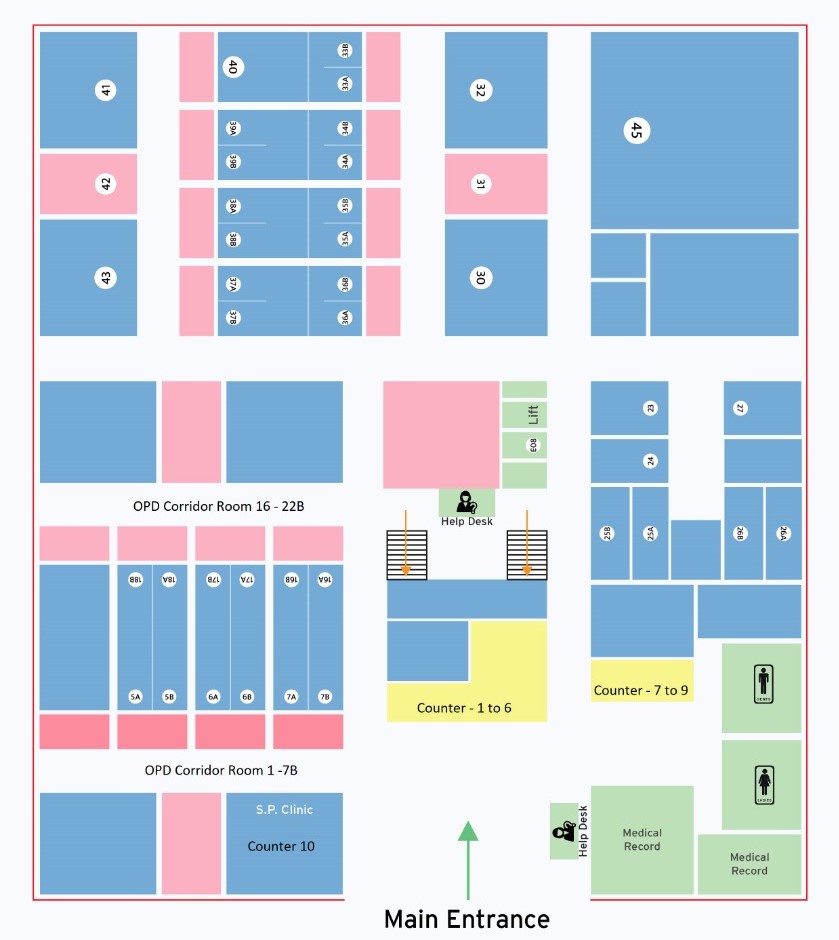 41
40
33B
33A
32
45
39A
34B
39B
34A
42
31
38A
35B
38B
35A
43
37A
36B
30
37B
36A
Lift
23
27
E08
24
OPD Corridor Room 16 - 22B
Help Desk
25B
25A
26B
26A
18B
18A
17B
17A
16B
16A
5A
5B
6A
6B
7A
7B
Counter - 1 to 6
Counter - 7 to 9
GENTS
OPD Corridor Room 1 -7B
LADIES
S.P. Clinic
Counter 10
Help Desk
Medical
Record
Medical
Record
Main Entrance